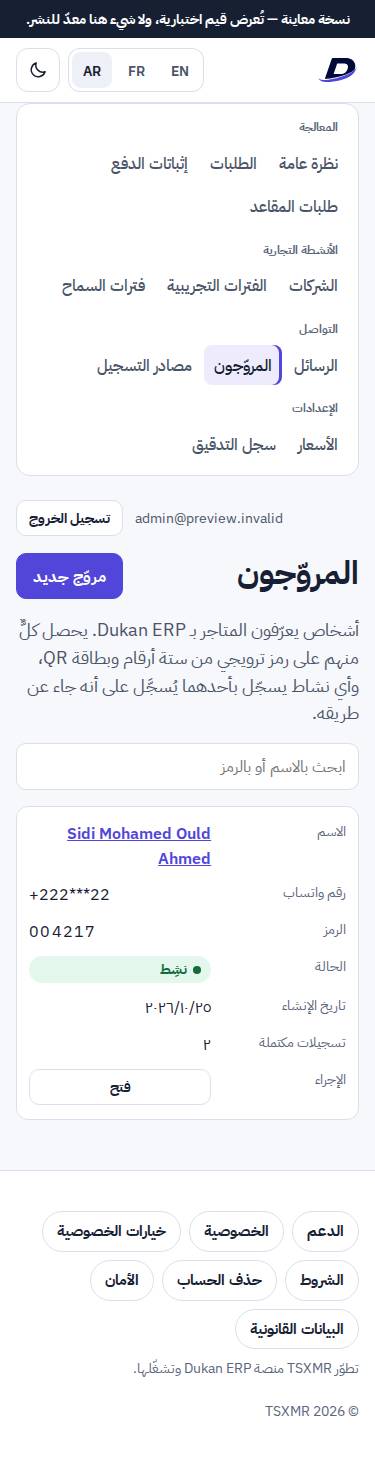 نسخة معاينة — تُعرض قيم اختبارية، ولا شيء هنا معدّ للنشر.
AR FR EN
المعالجة
نظرة عامة الطلبات إثباتات الدفع
طلبات المقاعد
الأنشطة التجارية
الشركات الفترات التجريبية فترات السماح
التواصل
الرسائل المروّجون مصادر التسجيل
الإعدادات
الأسعار سجل التدقيق
admin@preview.invalid تسجيل الخروج
المروّجون مروّج جديد
أشخاص يعرّفون المتاجر بـ Dukan ERP. يحصل كلٌّ
منهم على رمز ترويجي من ستة أرقام وبطاقة QR،
وأي نشاط يسجّل بأحدهما يُسجَّل على أنه جاء عن
طريقه.
ابحث بالاسم أو بالرمز
الاسم Sidi Mohamed Ould
Ahmed
رقم واتساب +222***22
الرمز 004217
الحالة نشِط
تاريخ الإنشاء ٢٠٢٦/١٠/٢٥
تسجيلات مكتملة ٢
الإجراء فتح
الدعم الخصوصية خيارات الخصوصية
الشروط حذف الحساب الأمان
البيانات القانونية
تطوّر TSXMR منصة Dukan ERP وتشغّلها.
© 2026 TSXMR